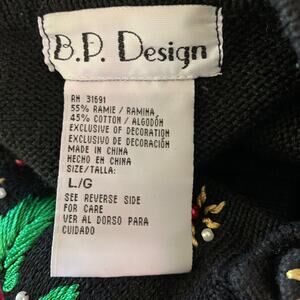 B.P. Design
RN 31691
55% RAMIE / RAMINA
45% COTTON / ALGODÓN
EXCLUSIVE OF DECORATION
EXCLUSIVO DE DECORACIÓN
MADE IN CHINA
HECHO EN CHINA
SIZE/TALLA:
L/G
SEE REVERSE SIDE
FOR CARE
VER AL DORSO PARA
CUIDADO